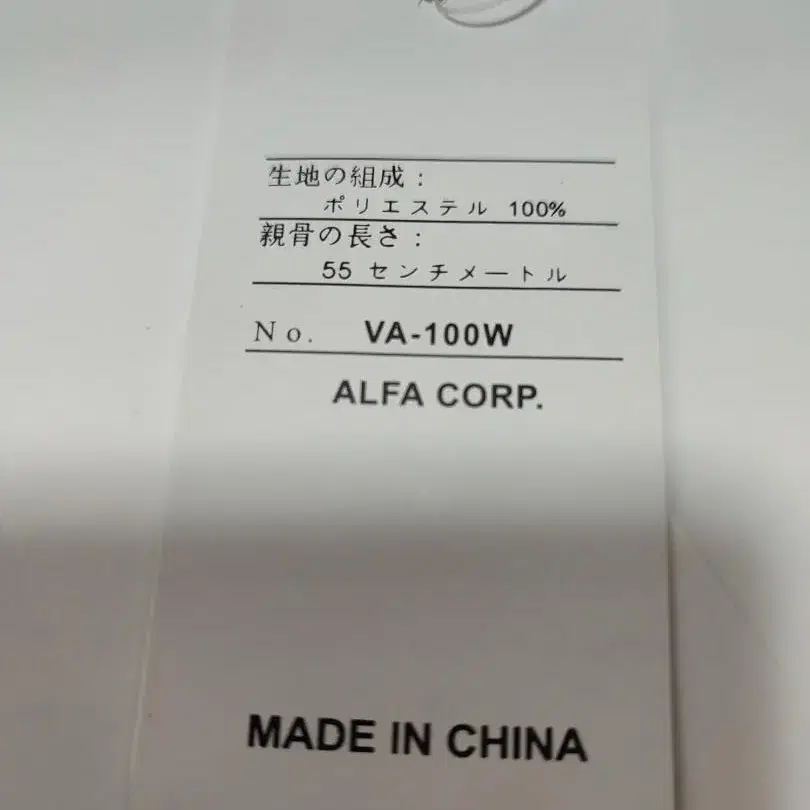 生地の組成：
ポリエステル 100%
親骨の長さ：
55 センチメートル
No. VA-100W
ALFA CORP.
MADE IN CHINA